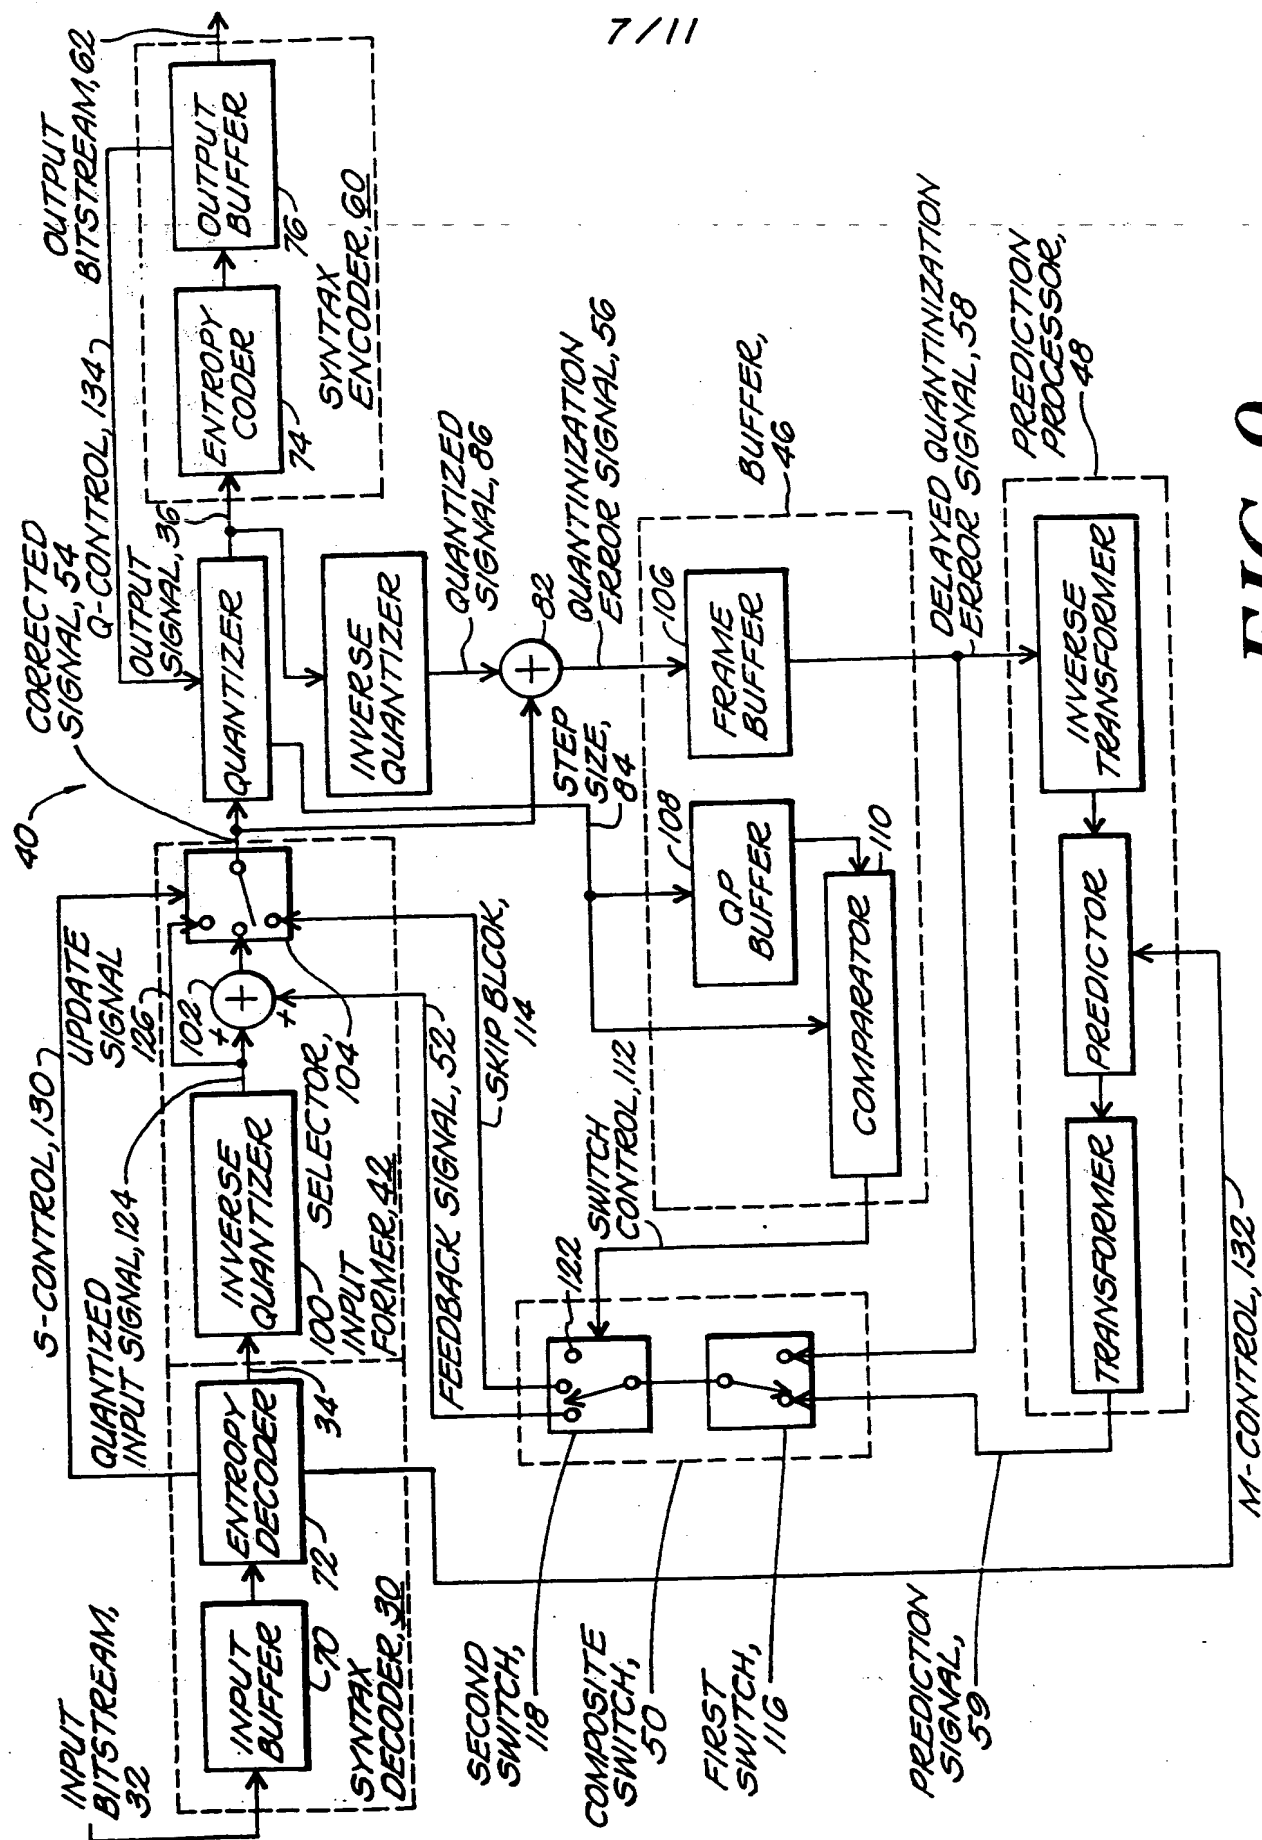 7/11
INPUT
BITSTREAM,
32
INPUT
BUFFER
70
SYNTAX
DECODER, 30
ENTROPY
DECODER
72
34
S-CONTROL, 130
QUANTIZED
INPUT SIGNAL, 124
INVERSE
QUANTIZER
100
INPUT
FORMER, 42
UPDATE
SIGNAL
126
102
+
+
+
SELECTOR,
104
FEEDBACK SIGNAL, 52
SKIP BLCOK,
114
40
CORRECTED
SIGNAL, 54
Q-CONTROL, 134
OUTPUT
SIGNAL, 36
QUANTIZER
INVERSE
QUANTIZER
ENTROPY
CODER
74
OUTPUT
BUFFER
76
SYNTAX
ENCODER, 60
OUTPUT
BITSTREAM, 62
QUANTIZED
SIGNAL, 86
+
82
QUANTINIZATION
ERROR SIGNAL, 56
STEP
SIZE,
84
BUFFER,
46
106
FRAME
BUFFER
108
QP
BUFFER
110
COMPARATOR
SWITCH
CONTROL, 112
122
SECOND
SWITCH,
118
COMPOSITE
SWITCH,
50
FIRST
SWITCH,
116
DELAYED QUANTINIZATION
ERROR SIGNAL, 58
PREDICTION
PROCESSOR,
48
INVERSE
TRANSFORMER
PREDICTOR
TRANSFORMER
PREDICTION
SIGNAL,
59
M-CONTROL, 132
FIG.